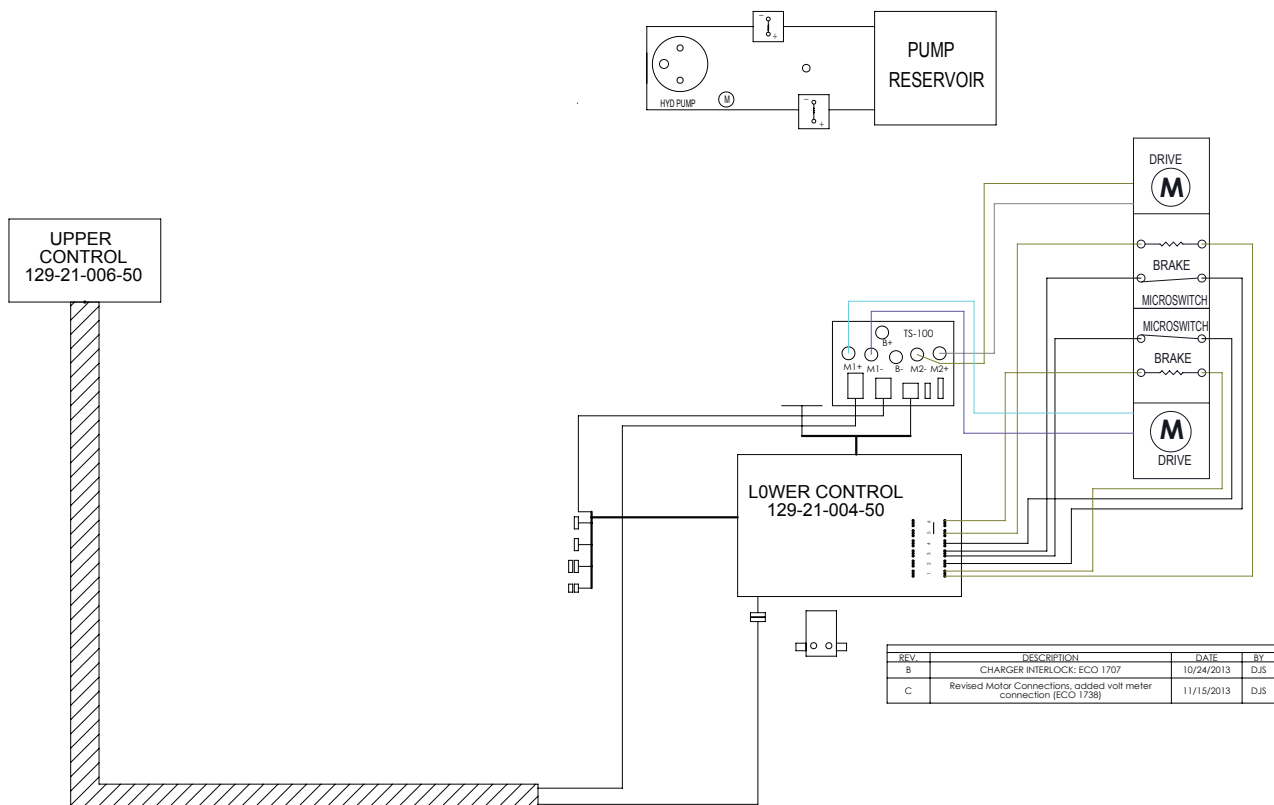 PUMP
RESERVOIR
-
+
HYD PUMP
M
-
+
DRIVE
M
BRAKE
MICROSWITCH
MICROSWITCH
BRAKE
M
DRIVE
UPPER
CONTROL
129-21-006-50
TS-100
B+
M1+ M1- B- M2- M2+
L0WER CONTROL
129-21-004-50
REV. DESCRIPTION DATE BY
B CHARGER INTERLOCK: ECO 1707 10/24/2013 DJS
C Revised Motor Connections, added volt meter
connection (ECO 1738) 11/15/2013 DJS